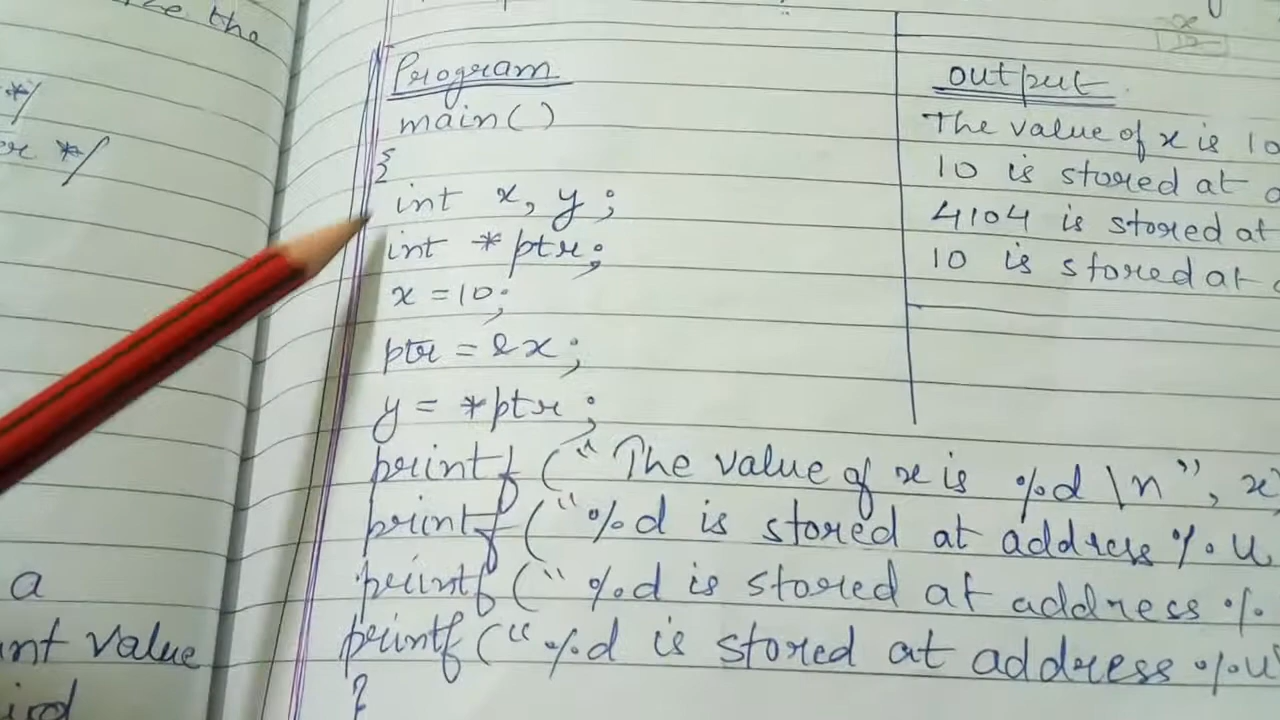 the
*/
*/
a
value
Program
main()
{
int x, y;
int *ptr;
x = 10;
ptr = &x;
y = *ptr;
printf ("The value of x is %d \n", x
printf ("%d is stored at address %u
printf ("%d is stored at address %
printf ("%d is stored at address %u
}
output
The value of x is 10
10 is stored at
4104 is stored at
10 is stored at